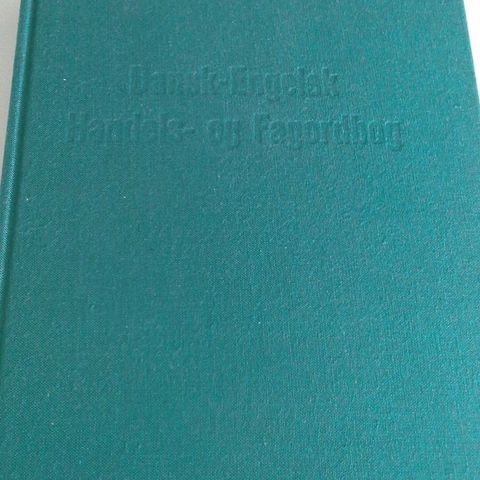 Dansk-Engelsk
Handels- og Fagordbog